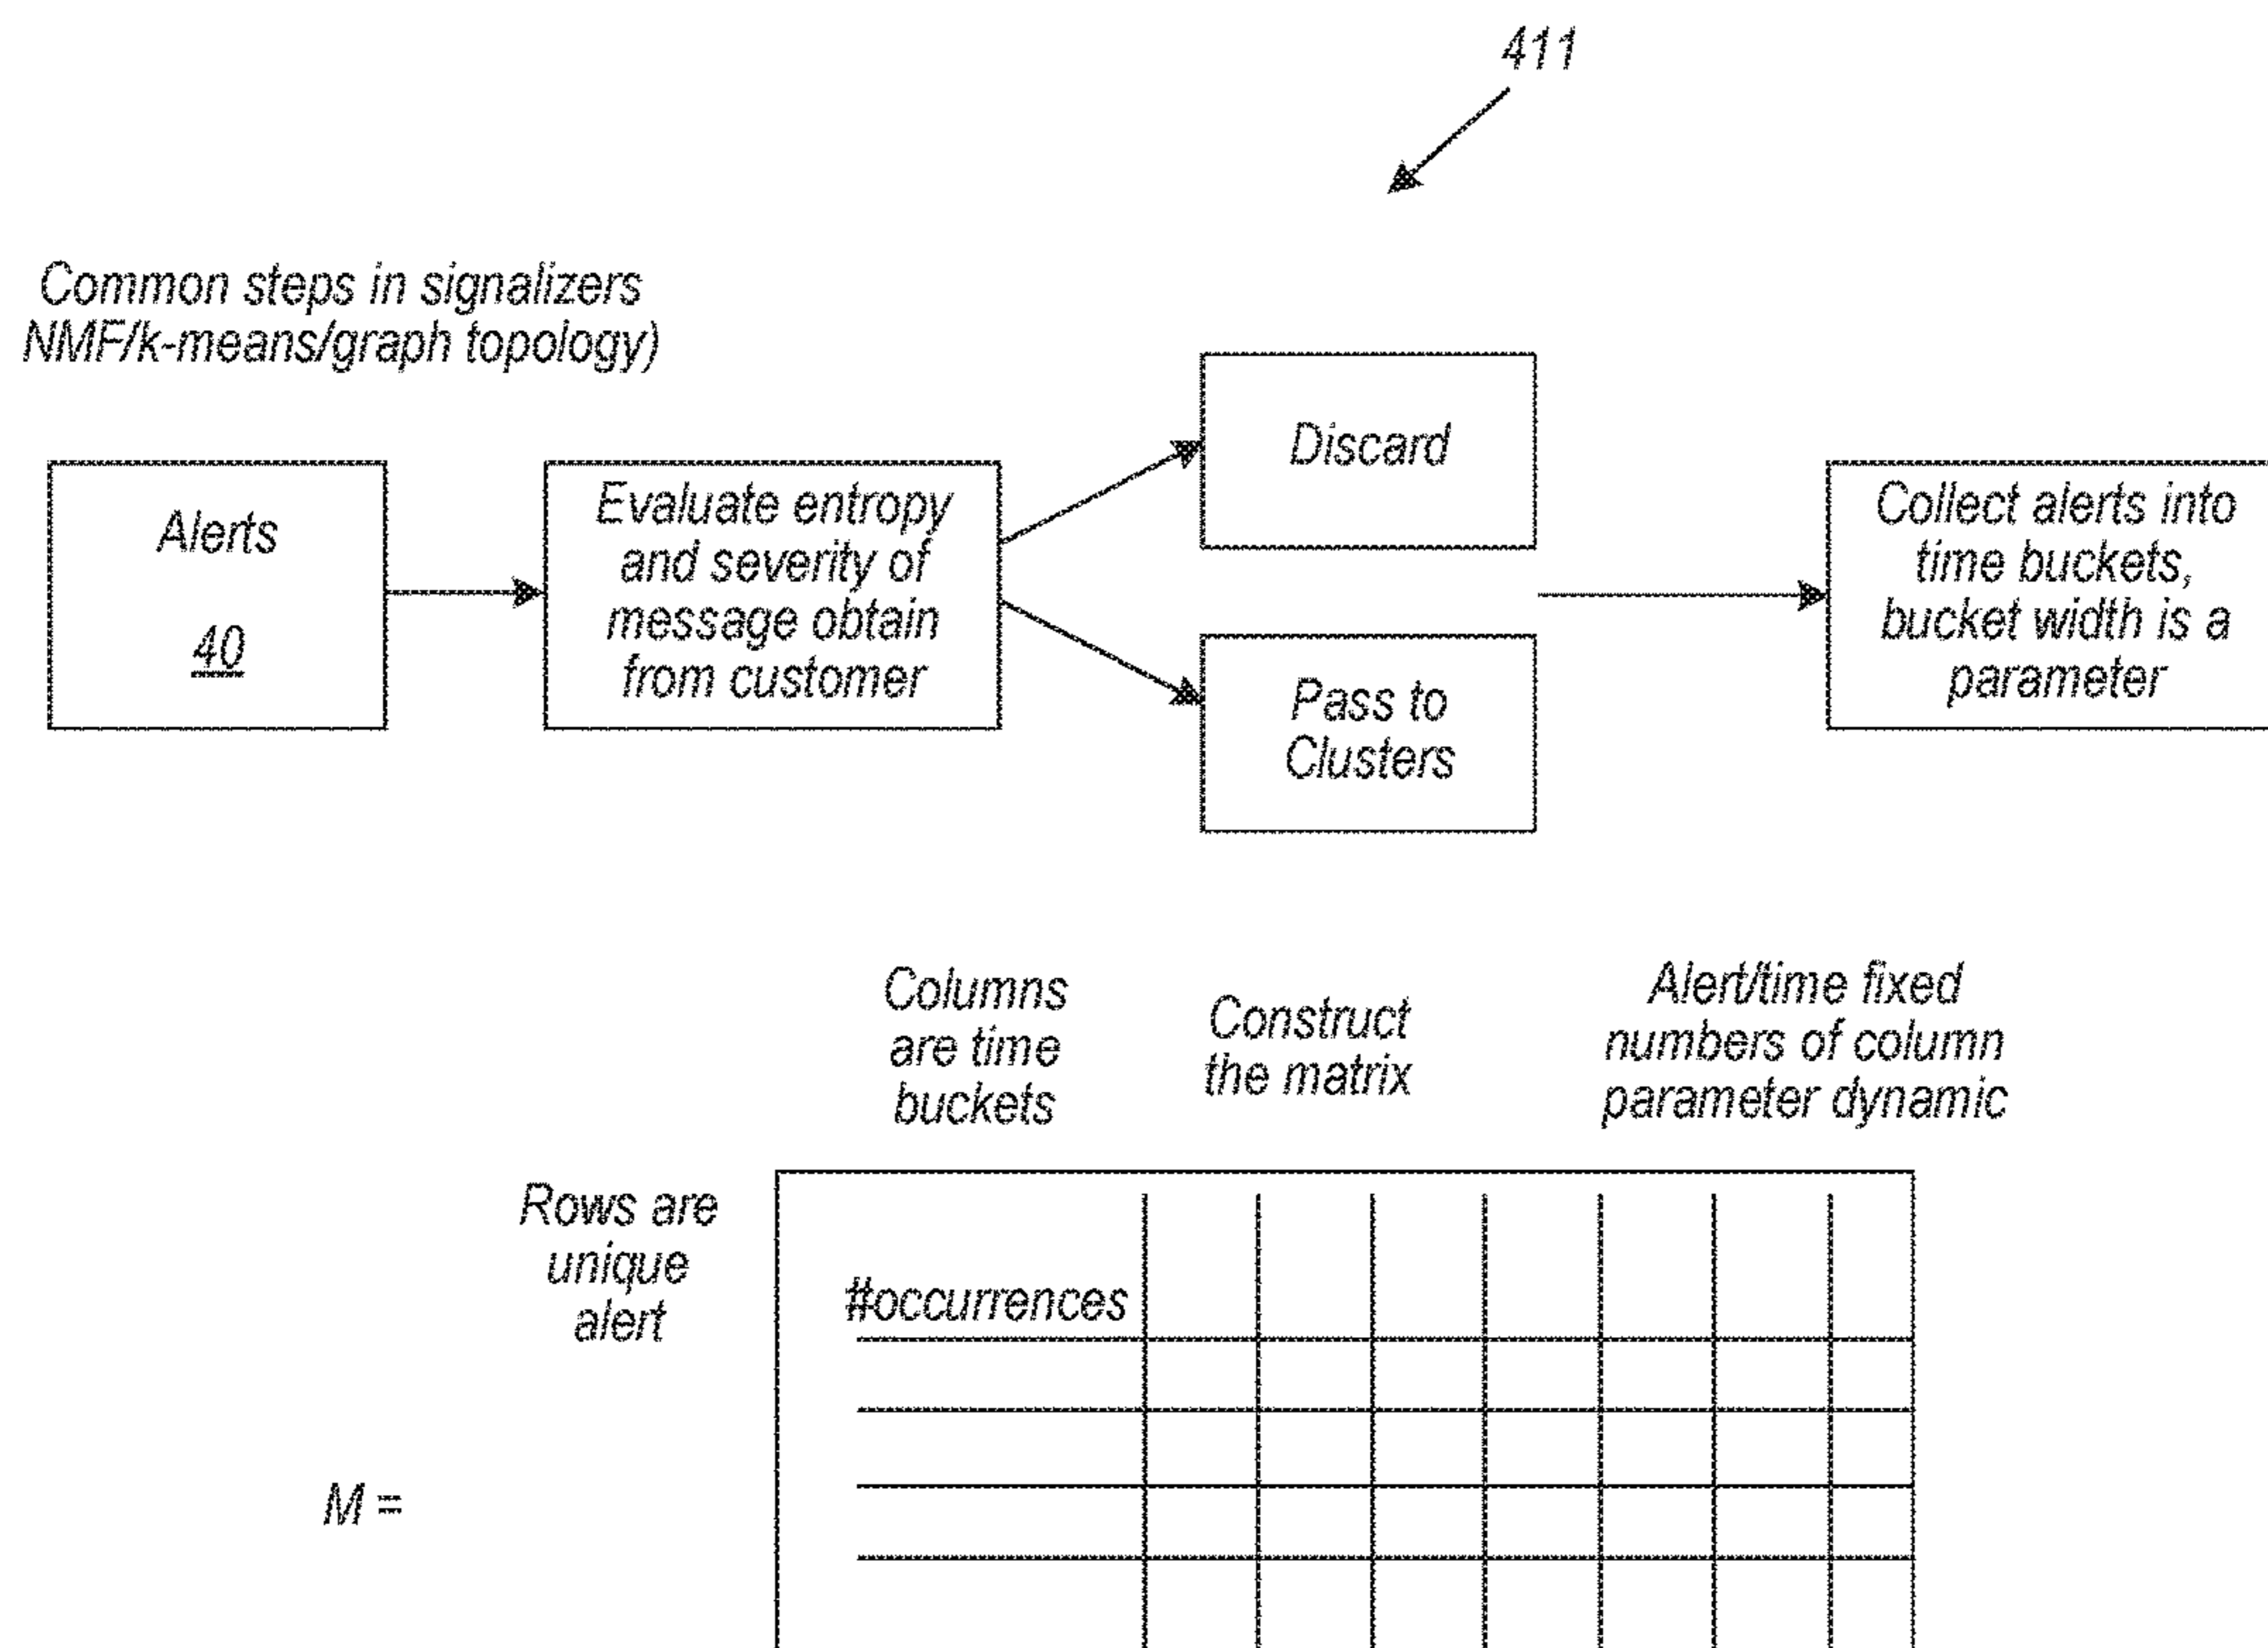 411
Common steps in signalizers
NMF/k-means/graph topology)
Alerts
40
Evaluate entropy
and severity of
message obtain
from customer
Discard
Pass to
Clusters
Collect alerts into
time buckets,
bucket width is a
parameter
Columns
are time
buckets
Construct
the matrix
Alert/time fixed
numbers of column
parameter dynamic
Rows are
unique
alert
#occurrences
M =